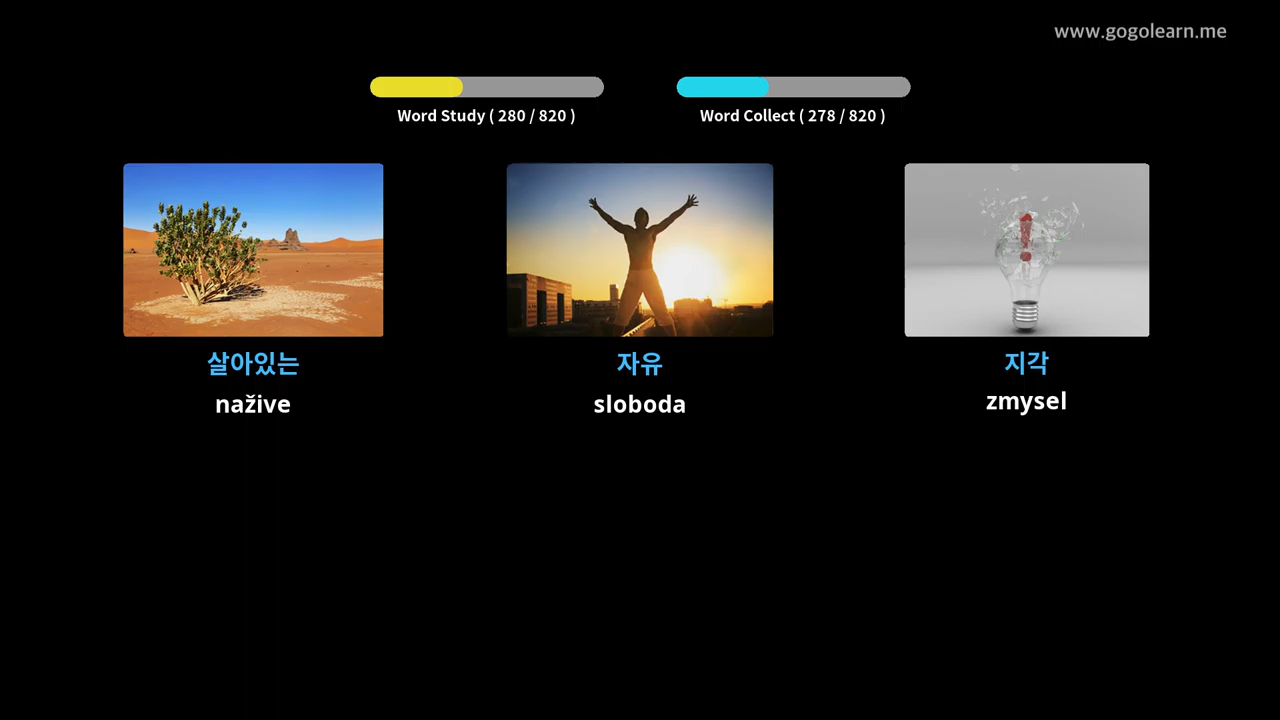 www.gogolearn.me
Word Study ( 280 / 820 )
Word Collect ( 278 / 820 )
살아있는
자유
지각
nažive
sloboda
zmysel